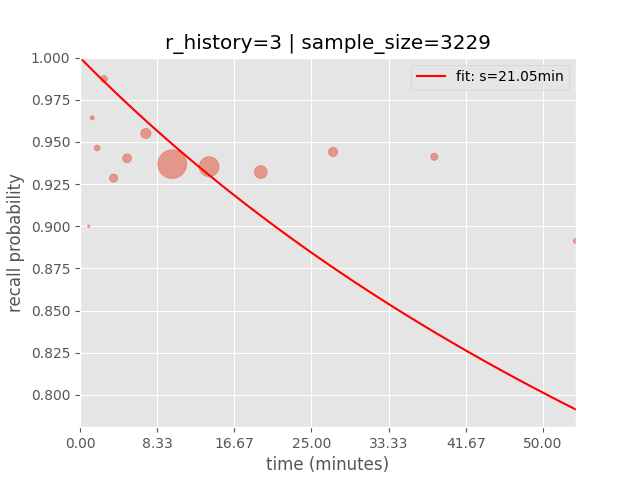 r_history=3 | sample_size=3229
fit: s=21.05min
recall probability
1.000
0.975
0.950
0.925
0.900
0.875
0.850
0.825
0.800
0.00 8.33 16.67 25.00 33.33 41.67 50.00
time (minutes)